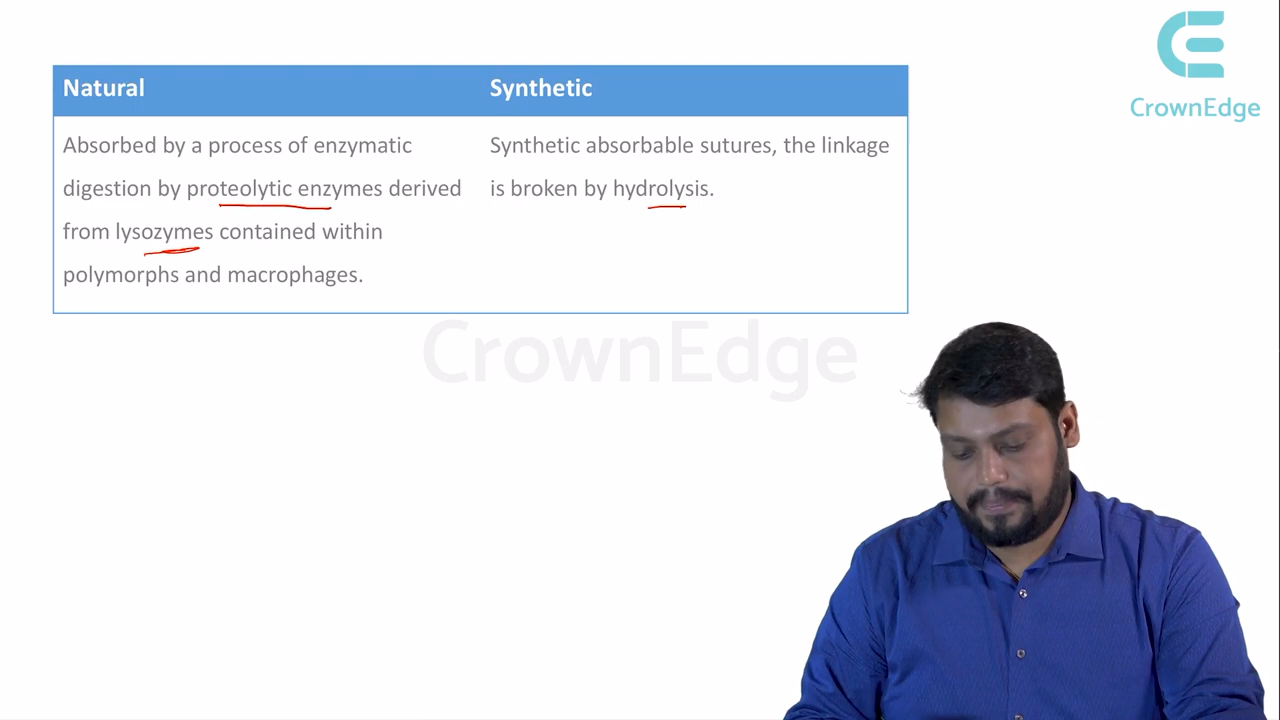 CrownEdge
Natural
Synthetic
Absorbed by a process of enzymatic
digestion by proteolytic enzymes derived
from lysozymes contained within
polymorphs and macrophages.
Synthetic absorbable sutures, the linkage
is broken by hydrolysis.
CrownEdge